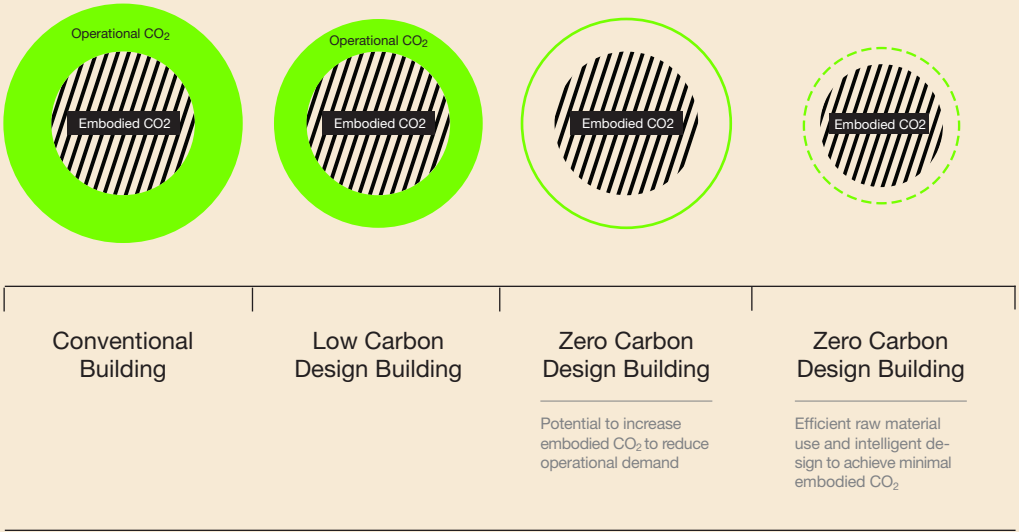 Operational CO₂
Embodied CO2
Operational CO₂
Embodied CO2
Embodied CO2
Embodied CO2
Conventional
Building
Low Carbon
Design Building
Zero Carbon
Design Building
Potential to increase
embodied CO₂ to reduce
operational demand
Zero Carbon
Design Building
Efficient raw material
use and intelligent de-
sign to achieve minimal
embodied CO₂